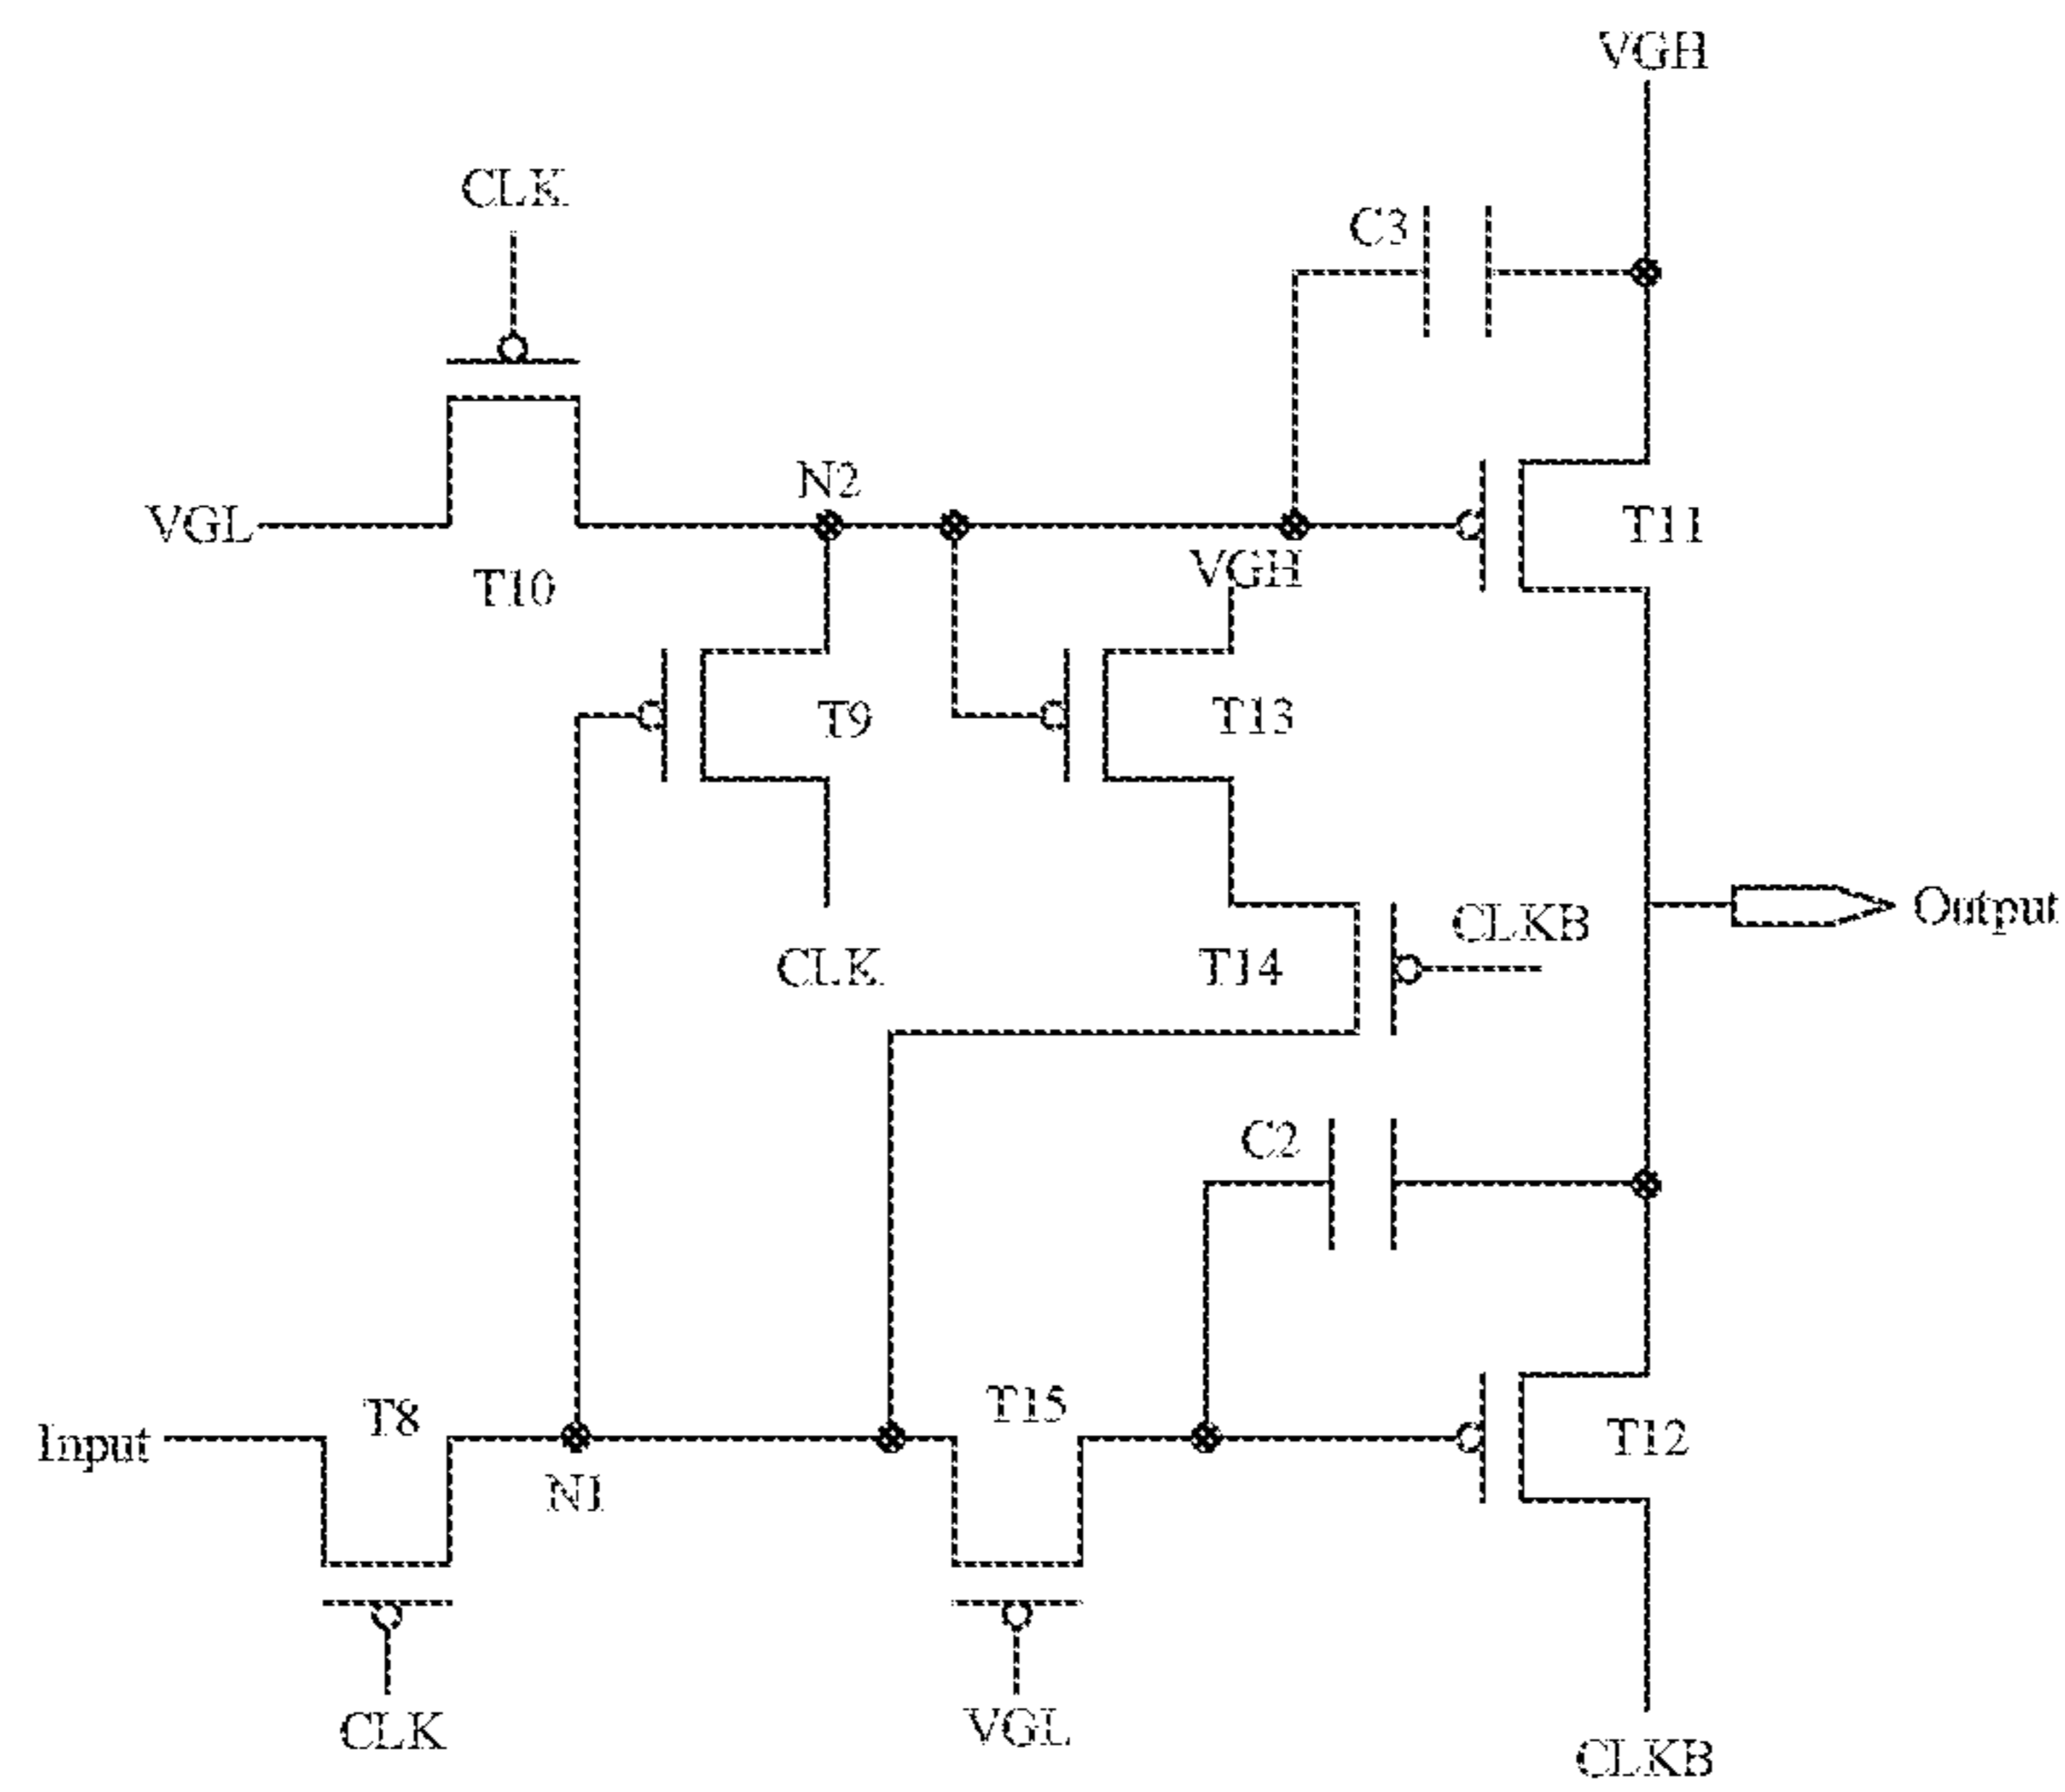 VGH
CLK
C3
N2
VGL
T11
VGH
T10
T9
T13
CLKB
Output
CLK
T14
C2
T15
T8
Input
T12
N1
CLK
VGL
CLKB